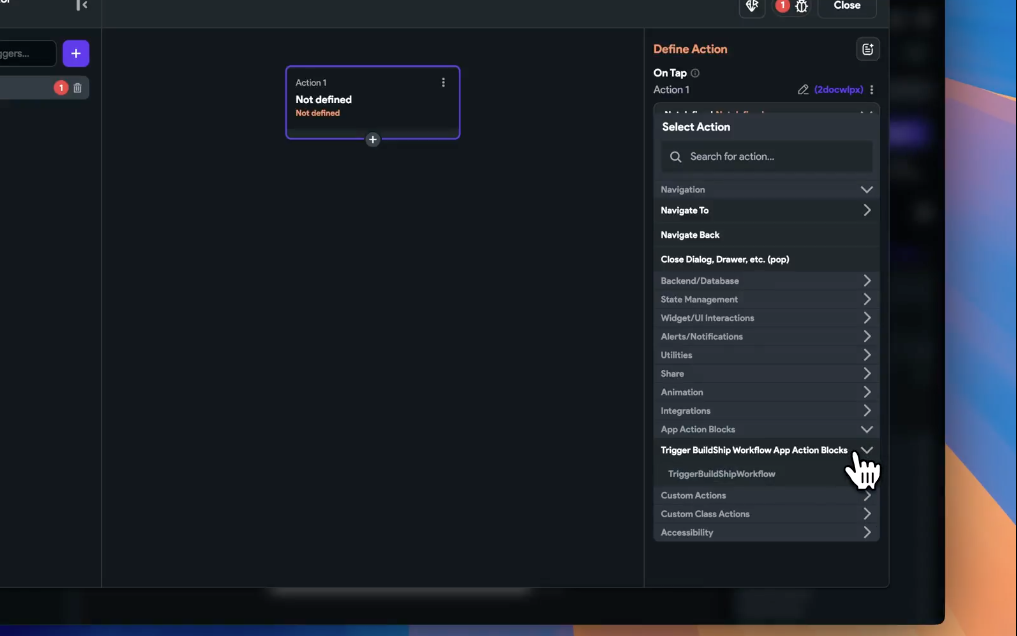 Close
ggers...
+
1
1
Action 1
Not defined
Not defined
+
Define Action
On Tap
Action 1
(2docwlpx)
Select Action
Search for action...
Navigation
Navigate To
Navigate Back
Close Dialog, Drawer, etc. (pop)
Backend/Database
State Management
Widget/UI Interactions
Alerts/Notifications
Utilities
Share
Animation
Integrations
App Action Blocks
Trigger BuildShip Workflow App Action Blocks
TriggerBuildShipWorkflow
Custom Actions
Custom Class Actions
Accessibility